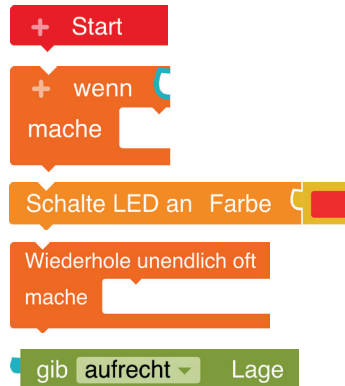 + Start
+ wenn
mache
Schalte LED an Farbe
Wiederhole unendlich oft
mache
gib aufrecht Lage